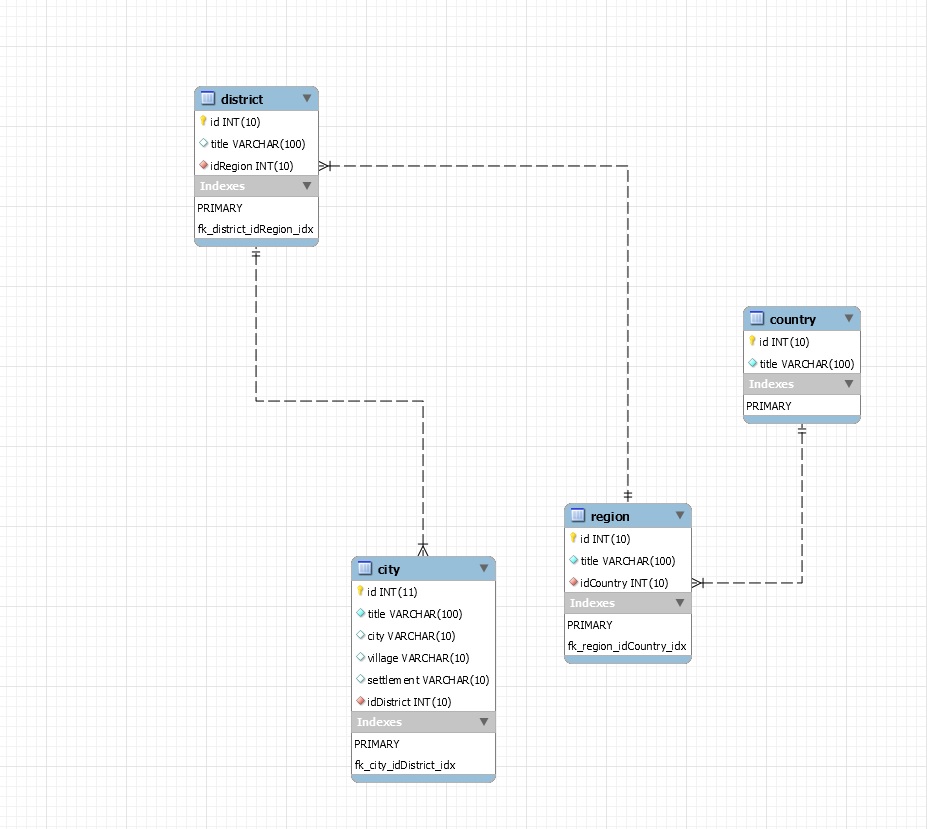 district
id INT(10)
title VARCHAR(100)
idRegion INT(10)
Indexes
PRIMARY
fk_district_idRegion_idx
country
id INT(10)
title VARCHAR(100)
Indexes
PRIMARY
region
id INT(10)
title VARCHAR(100)
idCountry INT(10)
Indexes
PRIMARY
fk_region_idCountry_idx
city
id INT(11)
title VARCHAR(100)
city VARCHAR(10)
village VARCHAR(10)
settlement VARCHAR(10)
idDistrict INT(10)
Indexes
PRIMARY
fk_city_idDistrict_idx